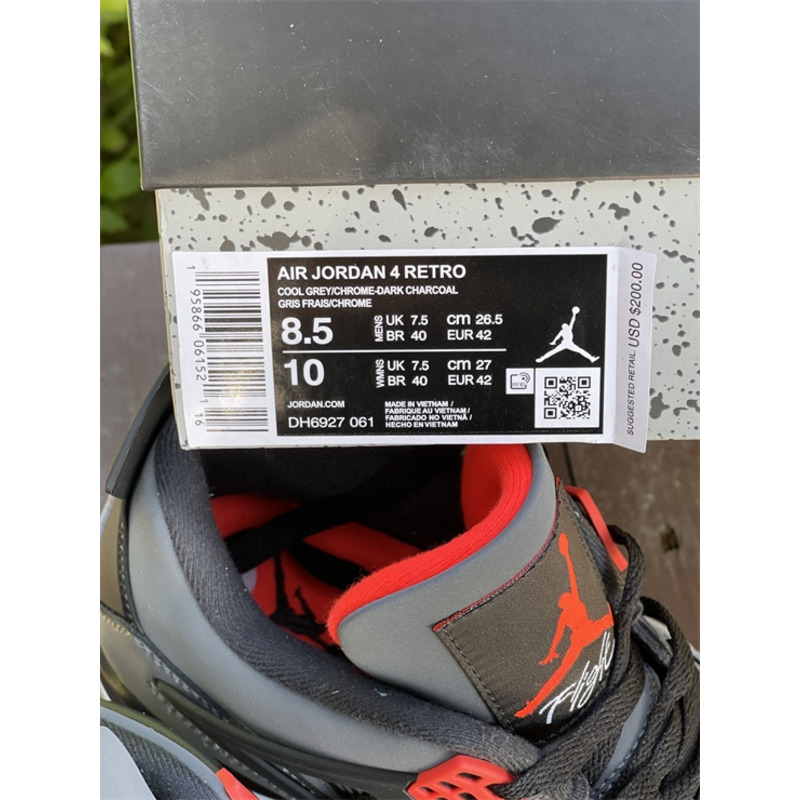 AIR JORDAN 4 RETRO
COOL GREY/CHROME-DARK CHARCOAL
GRIS FRAIS/CHROME
8.5 MENS UK 7.5 cm 26.5
BR 40 EUR 42
10 WMNS UK 7.5 cm 27
BR 40 EUR 42
JORDAN.COM
DH6927 061
MADE IN VIETNAM /
FABRIQUE AU VIETNAM /
FABRICADO NO VIETNÃ /
HECHO EN VIETNAM
RFID
1 95866 06152 1 16
SUGGESTED RETAIL: USD $200.00
Flight